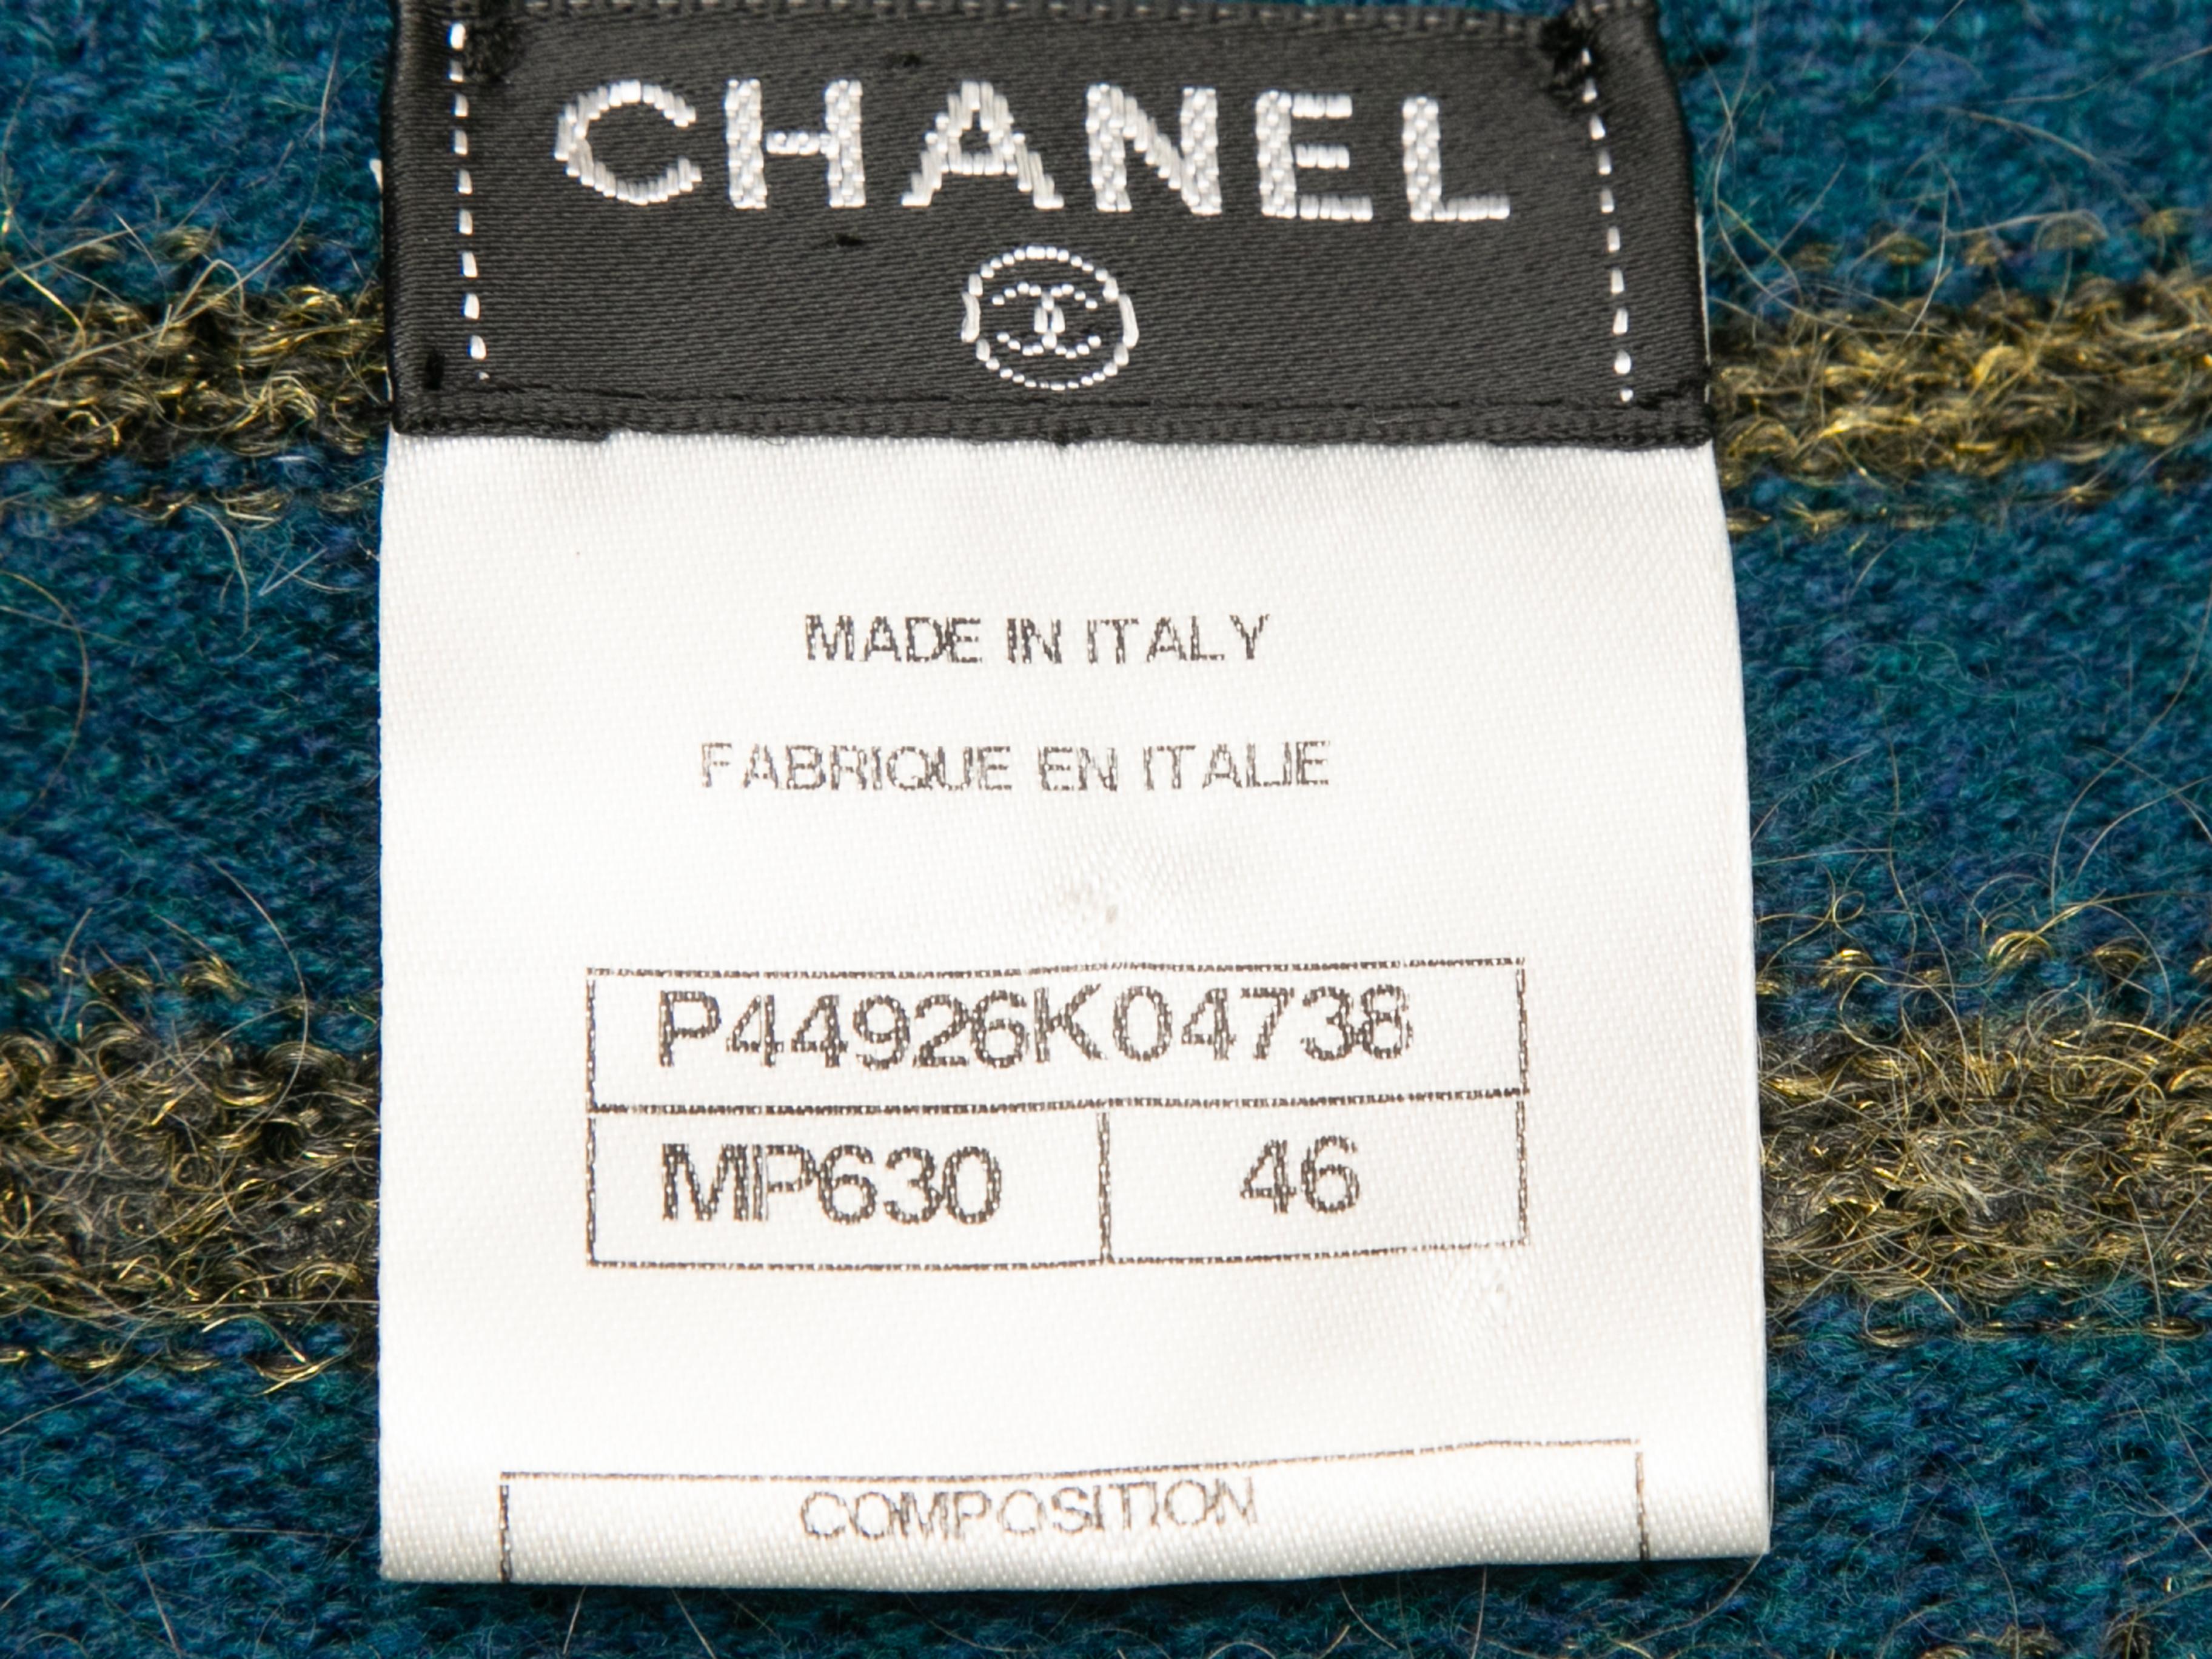 CHANEL
MADE IN ITALY
FABRIQUE EN ITALIE
P44926K04738
MP630 46
COMPOSITION